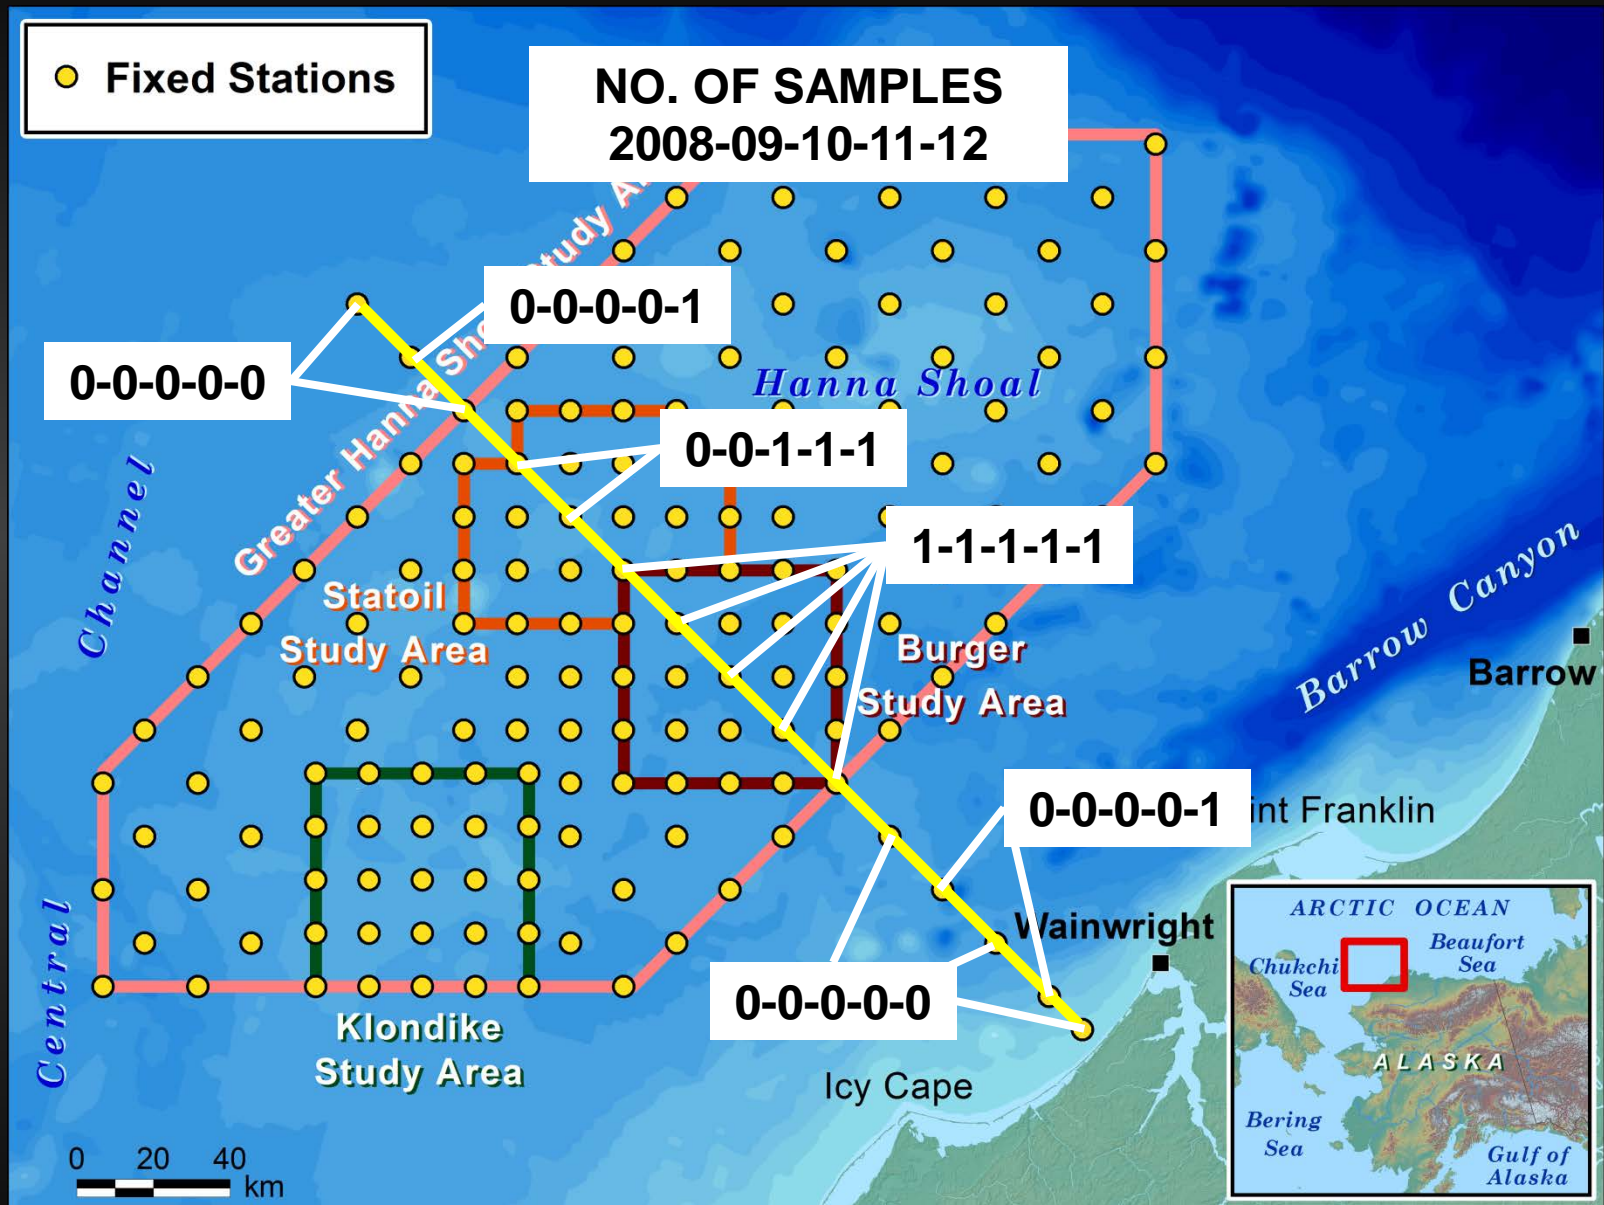 Fixed Stations
NO. OF SAMPLES
2008-09-10-11-12
Greater Hanna Sho
tudy A
0-0-0-0-1
0-0-0-0-0
Hanna Shoal
0-0-1-1-1
1-1-1-1-1
Channel
Statoil
Study Area
Burger
Study Area
Barrow Canyon
Barrow
0-0-0-0-1
int Franklin
Wainwright
0-0-0-0-0
Central
Klondike
Study Area
Icy Cape
0 20 40
km
ARCTIC OCEAN
Beaufort
Sea
Chukchi
Sea
ALASKA
Bering
Sea
Gulf of
Alaska